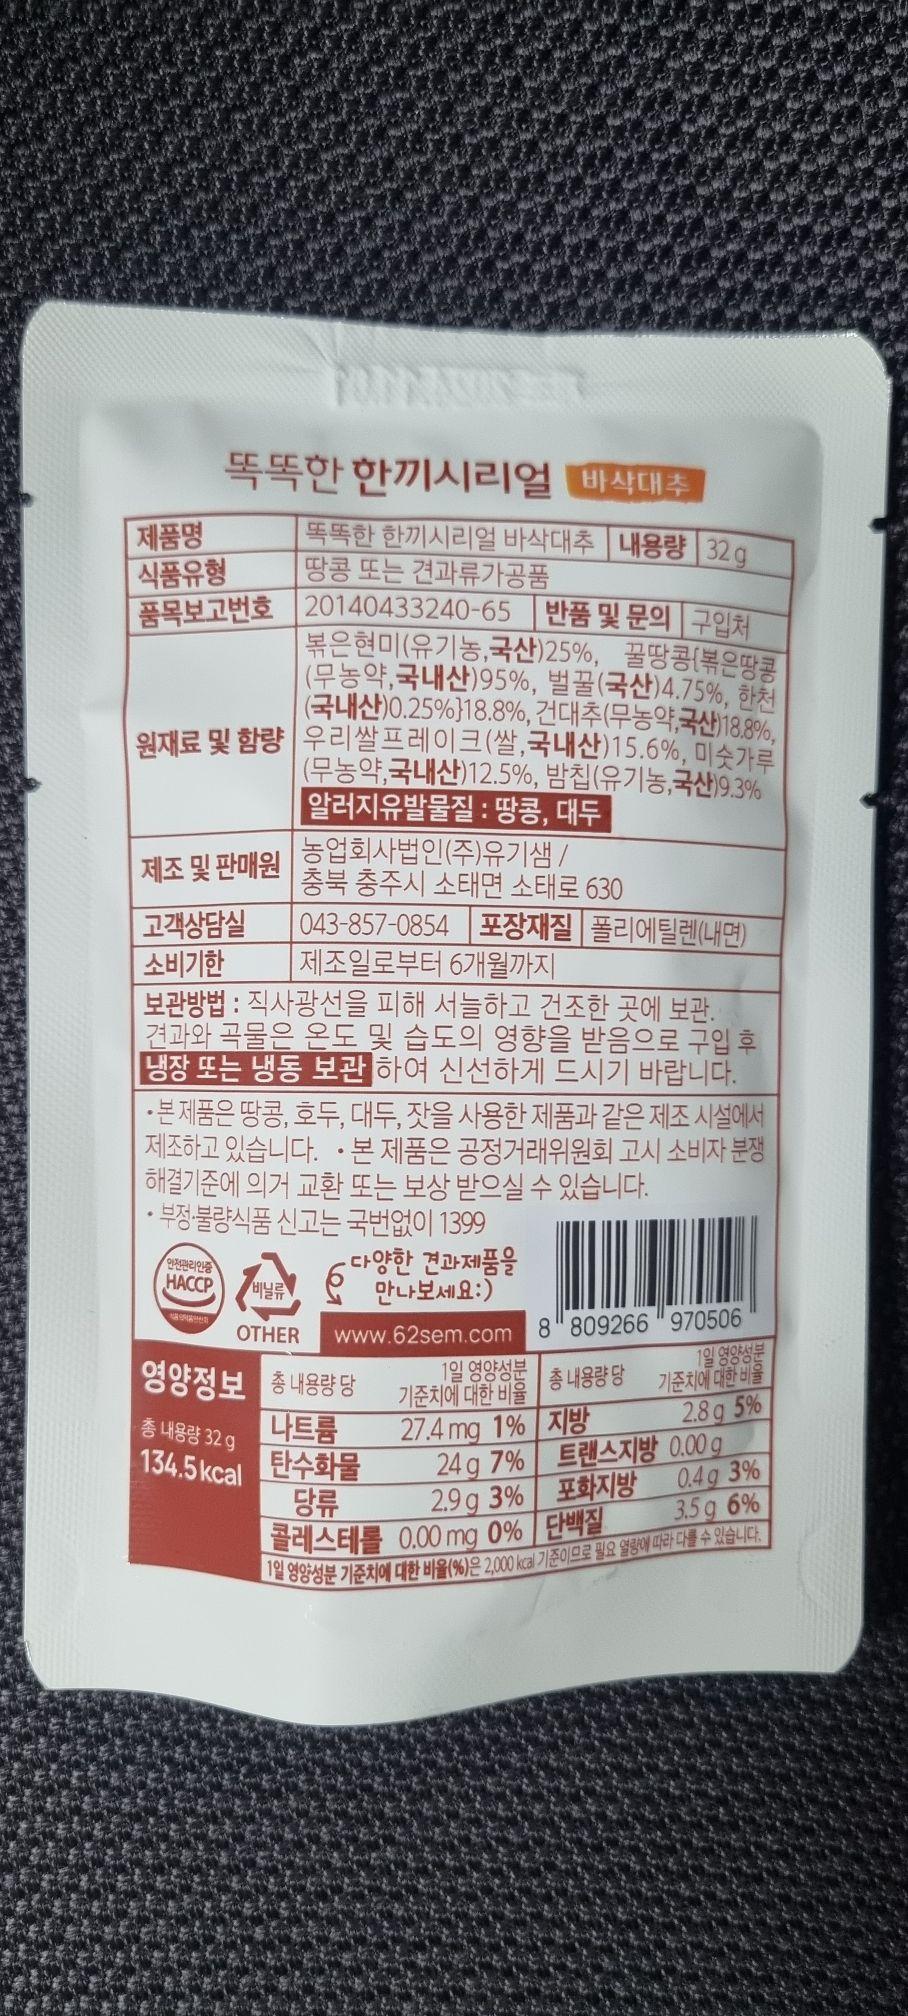 똑똑한 한끼시리얼 바삭대추
제품명 똑똑한 한끼시리얼 바삭대추 내용량 32 g
식품유형 땅콩 또는 견과류가공품
품목보고번호 20140433240-65 반품 및 문의 구입처
원재료 및 함량
볶은현미(유기농,국산)25%, 꿀땅콩{볶은땅콩
(무농약,국내산)95%, 벌꿀(국산)4.75%, 한천
(국내산)0.25%}18.8%, 건대추(무농약,국산)18.8%,
우리쌀프레이크(쌀,국내산)15.6%, 미숫가루
(무농약,국내산)12.5%, 밤칩(유기농,국산)9.3%
알러지유발물질 : 땅콩, 대두
제조 및 판매원
농업회사법인(주)유기샘 /
충북 충주시 소태면 소태로 630
고객상담실 043-857-0854 포장재질 폴리에틸렌(내면)
소비기한 제조일로부터 6개월까지
보관방법 : 직사광선을 피해 서늘하고 건조한 곳에 보관.
견과와 곡물은 온도 및 습도의 영향을 받음으로 구입 후
냉장 또는 냉동 보관 하여 신선하게 드시기 바랍니다.
• 본 제품은 땅콩, 호두, 대두, 잣을 사용한 제품과 같은 제조 시설에서
제조하고 있습니다. • 본 제품은 공정거래위원회 고시 소비자 분쟁
해결기준에 의거 교환 또는 보상 받으실 수 있습니다.
• 부정·불량식품 신고는 국번없이 1399
안전관리인증
HACCP
비닐류
OTHER
다양한 견과제품을
만나보세요:)
www.62sem.com
8 809266 970506
영양정보
총 내용량 32 g
134.5 kcal
총 내용량 당 1일 영양성분 기준치에 대한 비율 총 내용량 당 1일 영양성분 기준치에 대한 비율
나트륨 27.4 mg 1% 지방 2.8 g 5%
탄수화물 24 g 7% 트랜스지방 0.00 g
당류 2.9 g 3% 포화지방 0.4 g 3%
콜레스테롤 0.00 mg 0% 단백질 3.5 g 6%
1일 영양성분 기준치에 대한 비율(%)은 2,000 kcal 기준이므로 필요 열량에 따라 다를 수 있습니다.